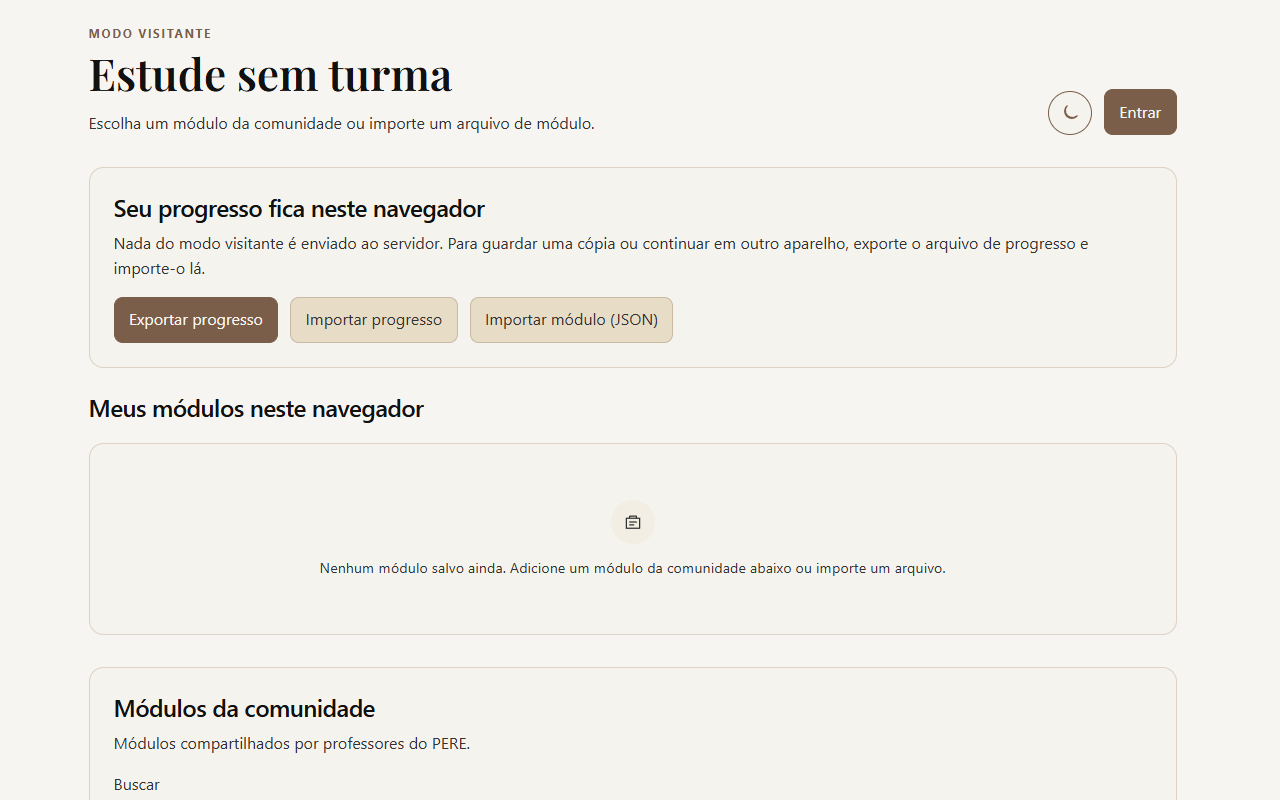 MODO VISITANTE
Estude sem turma
Escolha um módulo da comunidade ou importe um arquivo de módulo.
Entrar
Seu progresso fica neste navegador
Nada do modo visitante é enviado ao servidor. Para guardar uma cópia ou continuar em outro aparelho, exporte o arquivo de progresso e
importe-o lá.
Exportar progresso
Importar progresso
Importar módulo (JSON)
Meus módulos neste navegador
Nenhum módulo salvo ainda. Adicione um módulo da comunidade abaixo ou importe um arquivo.
Módulos da comunidade
Módulos compartilhados por professores do PERE.
Buscar